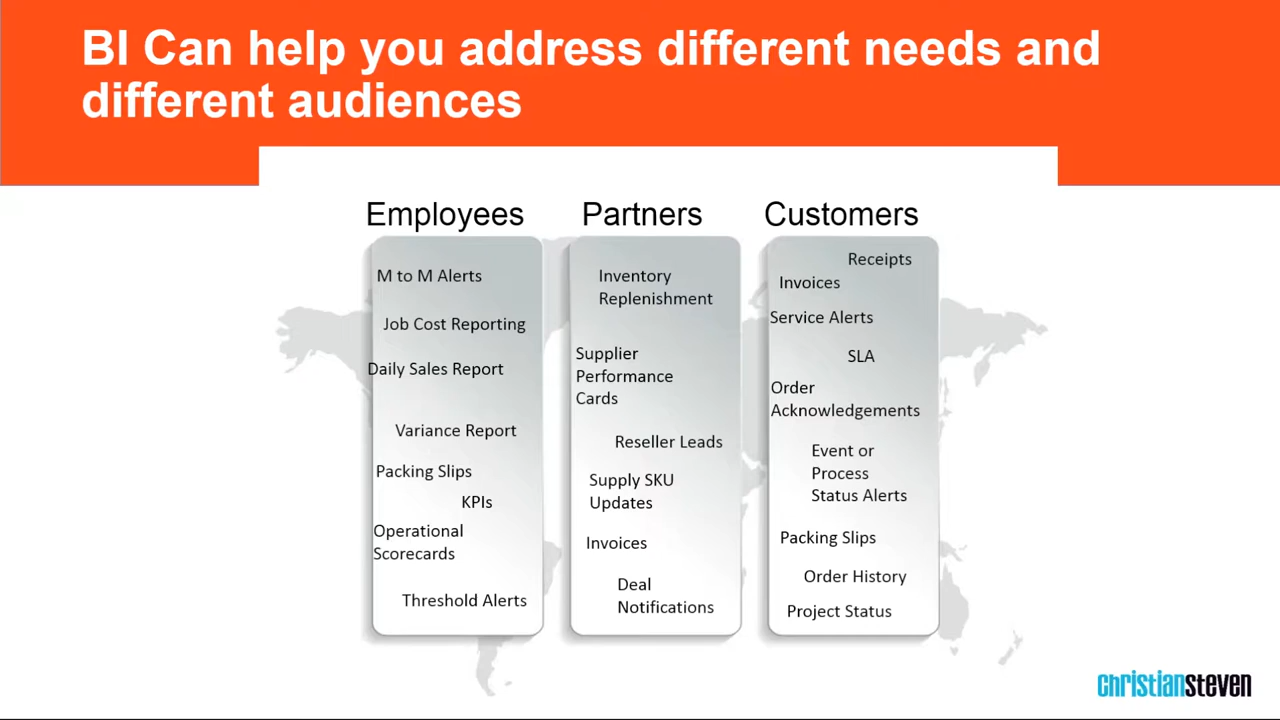 BI Can help you address different needs and
different audiences
Employees
M to M Alerts
Job Cost Reporting
Daily Sales Report
Variance Report
Packing Slips
KPIs
Operational
Scorecards
Threshold Alerts
Partners
Inventory
Replenishment
Supplier
Performance
Cards
Reseller Leads
Supply SKU
Updates
Invoices
Deal
Notifications
Customers
Receipts
Invoices
Service Alerts
SLA
Order
Acknowledgements
Event or
Process
Status Alerts
Packing Slips
Order History
Project Status
christiansteven